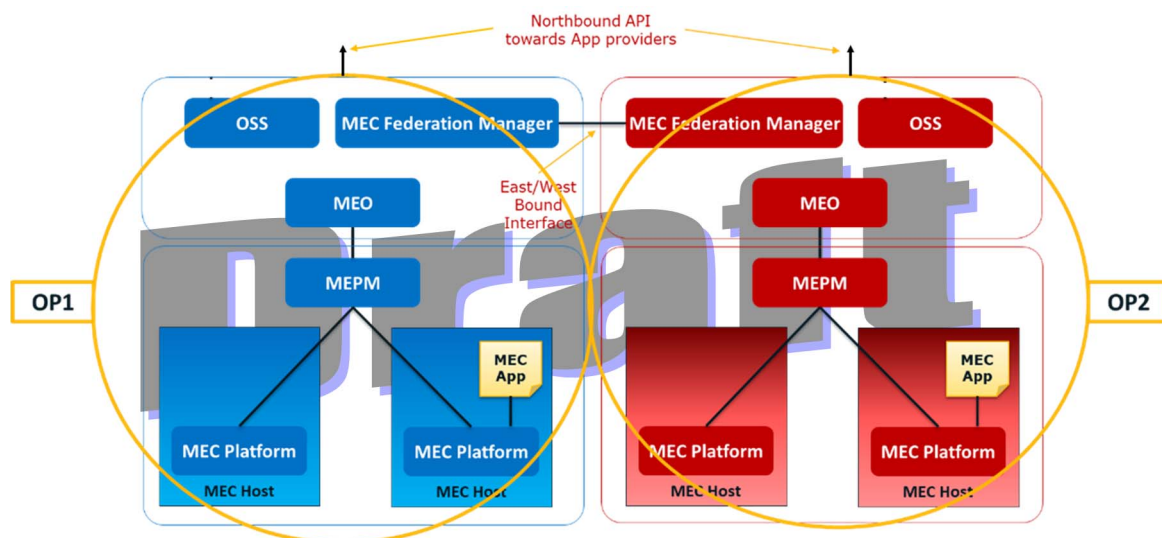 Northbound API
towards App providers
OSS
MEC Federation Manager
MEC Federation Manager
OSS
East/West
Bound
Interface
MEO
MEO
MEPM
MEPM
OP1
OP2
MEC
App
MEC
App
MEC Platform
MEC Platform
MEC Platform
MEC Platform
MEC Host
MEC Host
MEC Host
MEC Host
Draft